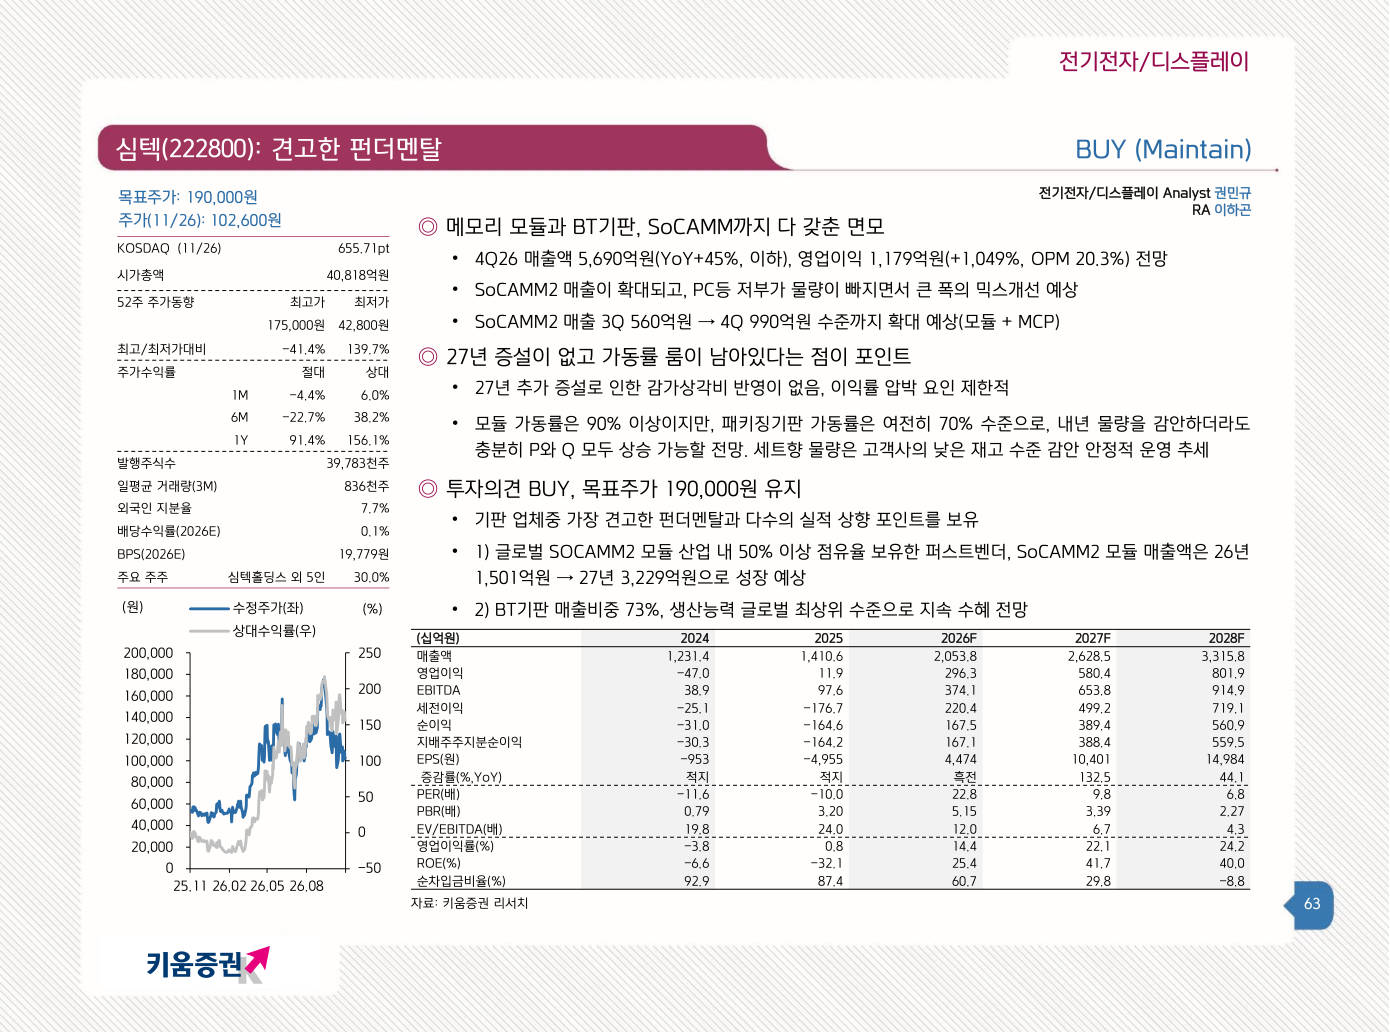 전기전자/디스플레이
심텍(222800): 견고한 펀더멘탈
BUY (Maintain)
목표주가: 190,000원
주가(11/26): 102,600원
전기전자/디스플레이 Analyst 권민규
RA 이하곤
KOSDAQ (11/26) 655.71pt
시가총액 40,818억원
52주 주가동향 최고가 최저가
175,000원 42,800원
최고/최저가대비 −41.4% 139.7%
주가수익률 절대 상대
1M −4.4% 6.0%
6M −22.7% 38.2%
1Y 91.4% 156.1%
발행주식수 39,783천주
일평균 거래량(3M) 836천주
외국인 지분율 7.7%
배당수익률(2026E) 0.1%
BPS(2026E) 19,779원
주요 주주 심텍홀딩스 외 5인 30.0%
(원) 수정주가(좌) (%)
상대수익률(우)
200,000 250
180,000
160,000 200
140,000 150
120,000
100,000 100
80,000
60,000 50
40,000 0
20,000
0 −50
25.11 26.02 26.05 26.08
◎ 메모리 모듈과 BT기판, SoCAMM까지 다 갖춘 면모
• 4Q26 매출액 5,690억원(YoY+45%, 이하), 영업이익 1,179억원(+1,049%, OPM 20.3%) 전망
• SoCAMM2 매출이 확대되고, PC등 저부가 물량이 빠지면서 큰 폭의 믹스개선 예상
• SoCAMM2 매출 3Q 560억원 → 4Q 990억원 수준까지 확대 예상(모듈 + MCP)
◎ 27년 증설이 없고 가동률 룸이 남아있다는 점이 포인트
• 27년 추가 증설로 인한 감가상각비 반영이 없음, 이익률 압박 요인 제한적
• 모듈 가동률은 90% 이상이지만, 패키징기판 가동률은 여전히 70% 수준으로, 내년 물량을 감안하더라도
충분히 P와 Q 모두 상승 가능할 전망. 세트향 물량은 고객사의 낮은 재고 수준 감안 안정적 운영 추세
◎ 투자의견 BUY, 목표주가 190,000원 유지
• 기판 업체중 가장 견고한 펀더멘탈과 다수의 실적 상향 포인트를 보유
• 1) 글로벌 SOCAMM2 모듈 산업 내 50% 이상 점유율 보유한 퍼스트벤더, SoCAMM2 모듈 매출액은 26년
1,501억원 → 27년 3,229억원으로 성장 예상
• 2) BT기판 매출비중 73%, 생산능력 글로벌 최상위 수준으로 지속 수혜 전망
(십억원) 2024 2025 2026F 2027F 2028F
매출액 1,231.4 1,410.6 2,053.8 2,628.5 3,315.8
영업이익 −47.0 11.9 296.3 580.4 801.9
EBITDA 38.9 97.6 374.1 653.8 914.9
세전이익 −25.1 −176.7 220.4 499.2 719.1
순이익 −31.0 −164.6 167.5 389.4 560.9
지배주주지분순이익 −30.3 −164.2 167.1 388.4 559.5
EPS(원) −953 −4,955 4,474 10,401 14,984
증감률(%,YoY) 적지 적지 흑전 132.5 44.1
PER(배) −11.6 −10.0 22.8 9.8 6.8
PBR(배) 0.79 3.20 5.15 3.39 2.27
EV/EBITDA(배) 19.8 24.0 12.0 6.7 4.3
영업이익률(%) −3.8 0.8 14.4 22.1 24.2
ROE(%) −6.6 −32.1 25.4 41.7 40.0
순차입금비율(%) 92.9 87.4 60.7 29.8 −8.8
자료: 키움증권 리서치
63
키움증권